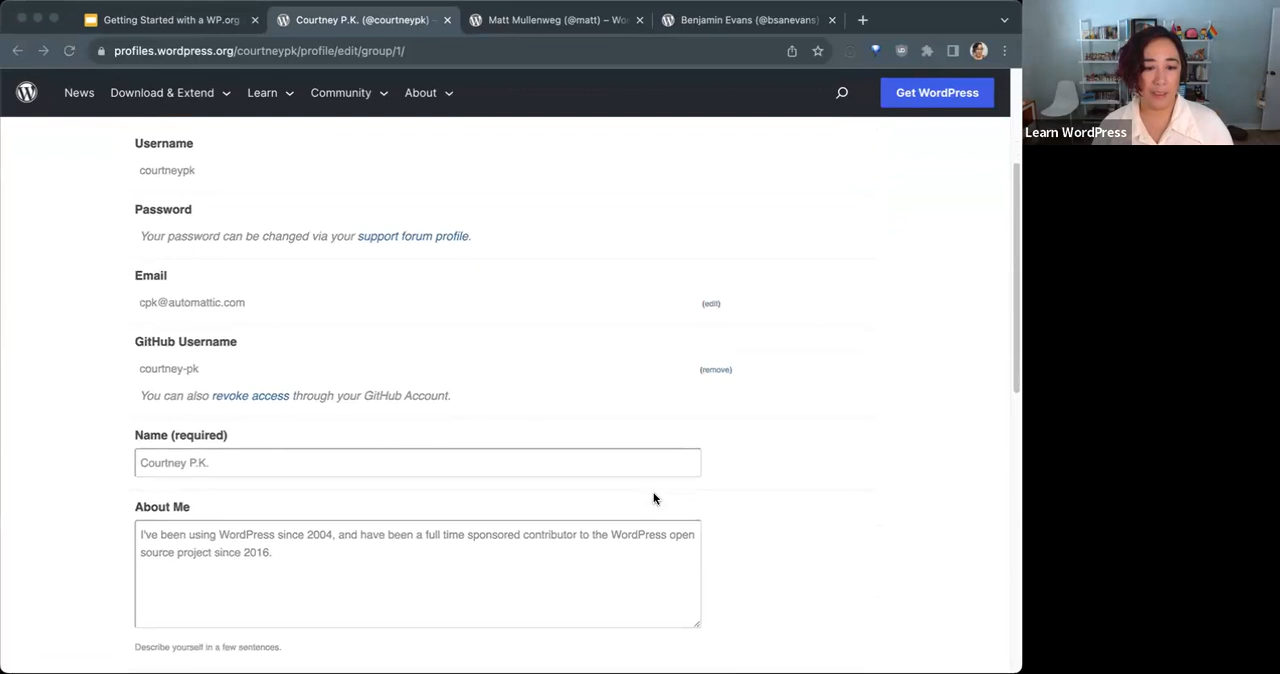 Getting Started with a WP.org
Courtney P.K. (@courtneypk)
Matt Mullenweg (@matt) – Wo
Benjamin Evans (@bsanevans)
profiles.wordpress.org/courtneypk/profile/edit/group/1/
News Download & Extend Learn Community About Get WordPress
Username
courtneypk
Password
Your password can be changed via your support forum profile.
Email
cpk@automattic.com (edit)
GitHub Username
courtney-pk (remove)
You can also revoke access through your GitHub Account.
Name (required)
Courtney P.K.
About Me
I've been using WordPress since 2004, and have been a full time sponsored contributor to the WordPress open
source project since 2016.
Describe yourself in a few sentences.
Learn WordPress